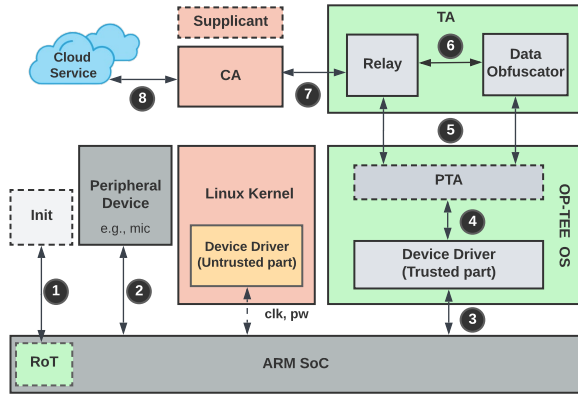 Supplicant
TA
Cloud
Service
CA
Relay
6
Data
Obfuscator
8
7
5
Init
Peripheral
Device
e.g., mic
Linux Kernel
Device Driver
(Untrusted part)
PTA
4
Device Driver
(Trusted part)
OP-TEE OS
1
2
clk, pw
3
RoT
ARM SoC